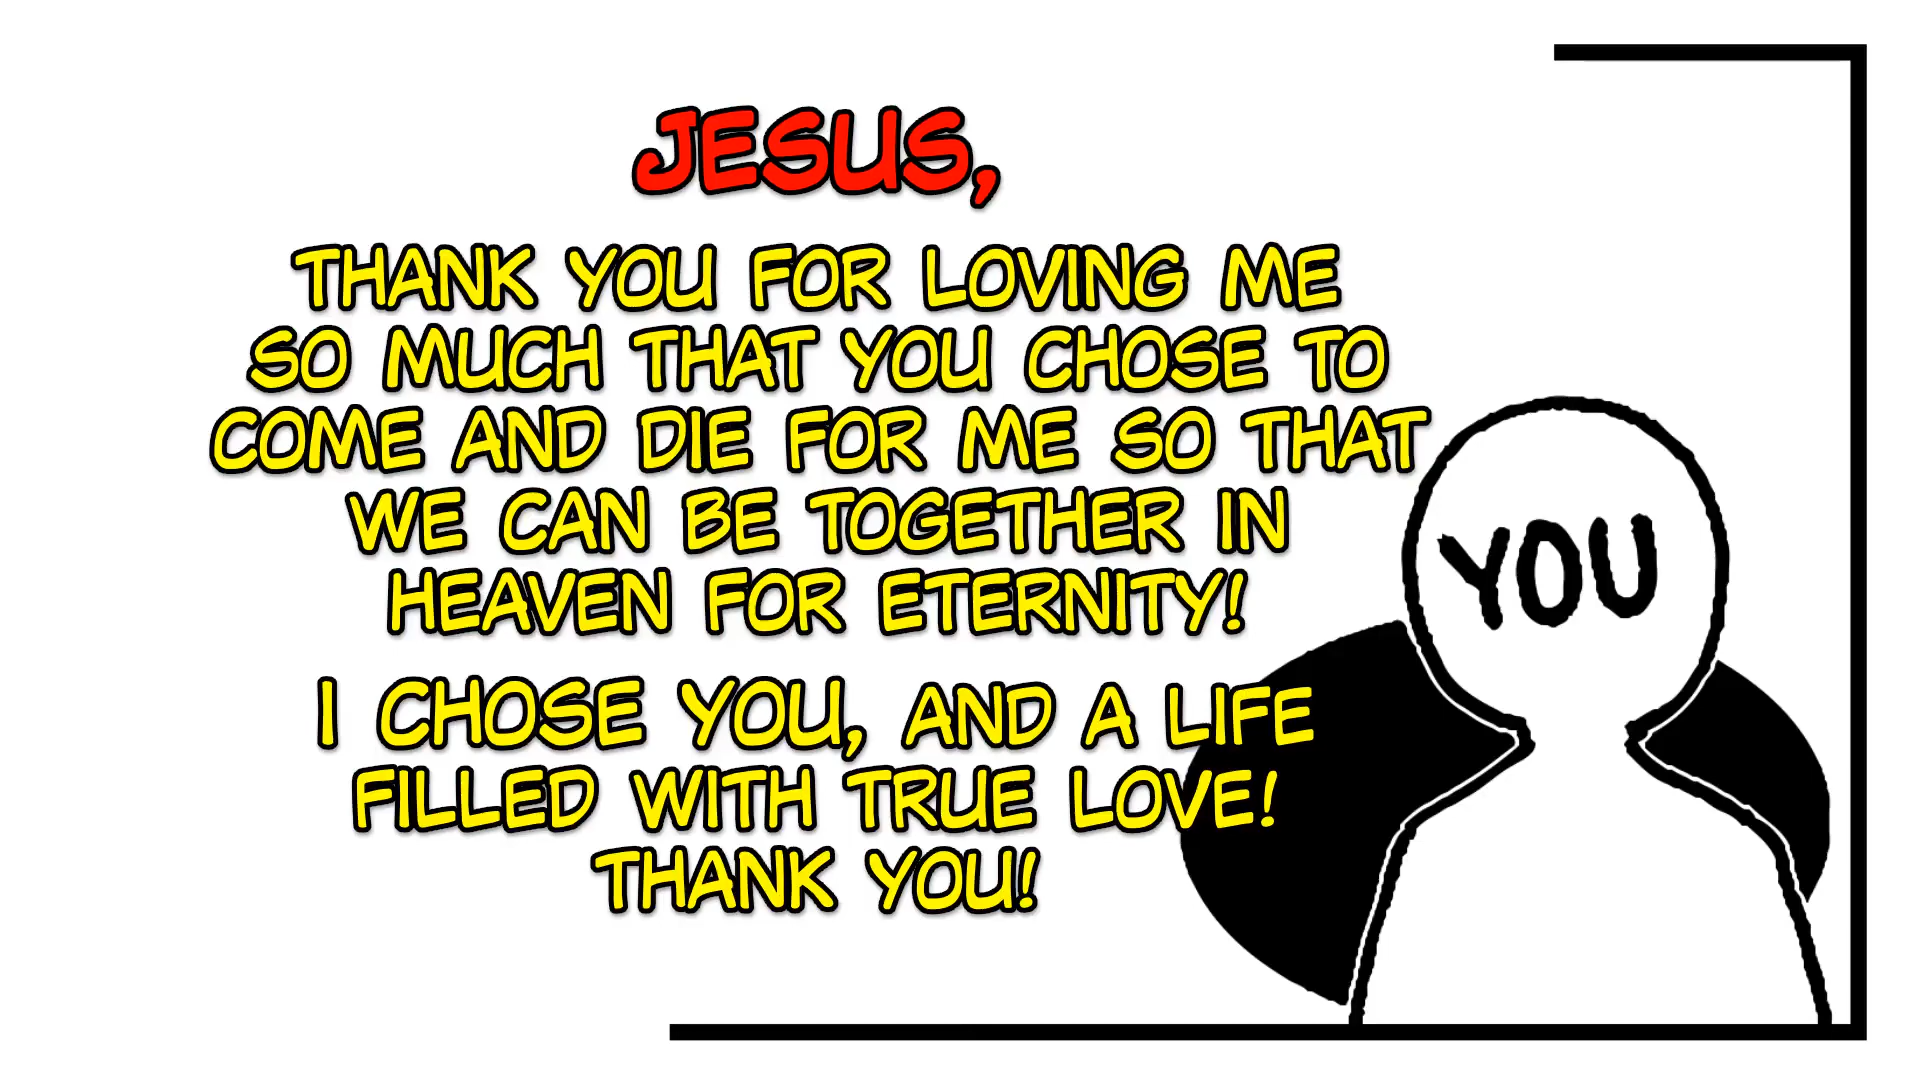 JESUS,
THANK YOU FOR LOVING ME
SO MUCH THAT YOU CHOSE TO
COME AND DIE FOR ME SO THAT
WE CAN BE TOGETHER IN
HEAVEN FOR ETERNITY!
I CHOSE YOU, AND A LIFE
FILLED WITH TRUE LOVE!
THANK YOU!
YOU